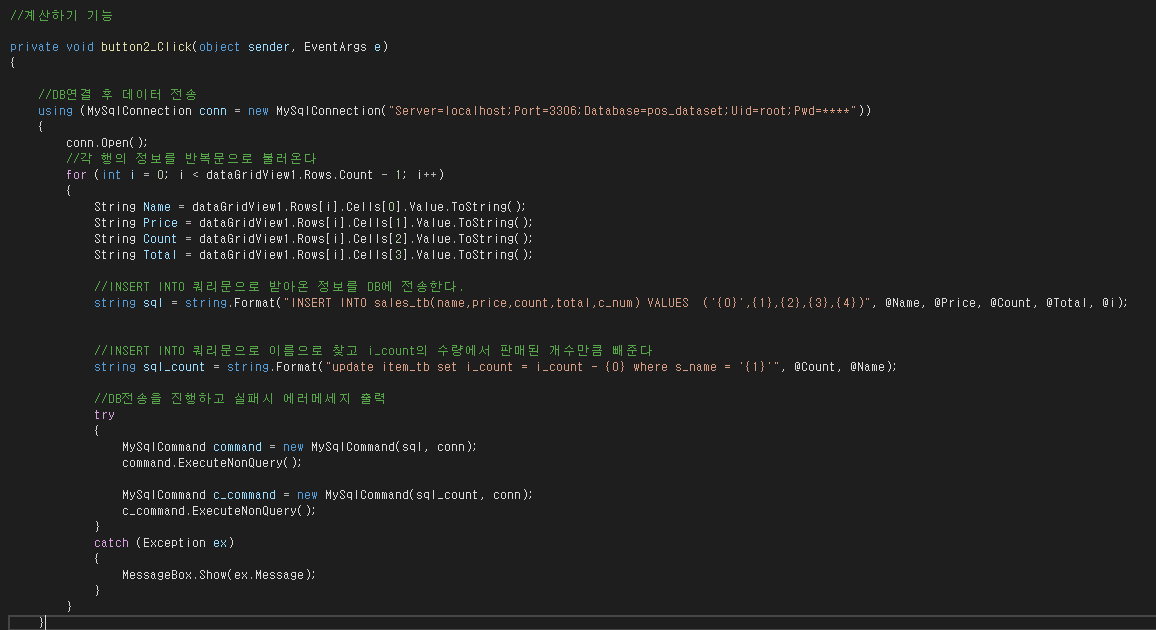 //계산하기 기능
private void button2_Click(object sender, EventArgs e)
{
//DB연결 후 데이터 전송
using (MySqlConnection conn = new MySqlConnection("Server=localhost;Port=3306;Database=pos_dataset;Uid=root;Pwd=****"))
{
conn.Open();
//각 행의 정보를 반복문으로 불러온다
for (int i = 0; i < dataGridView1.Rows.Count - 1; i++)
{
String Name = dataGridView1.Rows[i].Cells[0].Value.ToString();
String Price = dataGridView1.Rows[i].Cells[1].Value.ToString();
String Count = dataGridView1.Rows[i].Cells[2].Value.ToString();
String Total = dataGridView1.Rows[i].Cells[3].Value.ToString();
//INSERT INTO 쿼리문으로 받아온 정보를 DB에 전송한다.
string sql = string.Format("INSERT INTO sales_tb(name,price,count,total,c_num) VALUES  ('{0}',{1},{2},{3},{4})", @Name, @Price, @Count, @Total, @i);
//INSERT INTO 쿼리문으로 이름으로 찾고 i_count의 수량에서 판매된 개수만큼 빼준다
string sql_count = string.Format("update item_tb set i_count = i_count - {0} where s_name = '{1}'", @Count, @Name);
//DB전송을 진행하고 실패시 에러메세지 출력
try
{
MySqlCommand command = new MySqlCommand(sql, conn);
command.ExecuteNonQuery();
MySqlCommand c_command = new MySqlCommand(sql_count, conn);
c_command.ExecuteNonQuery();
}
catch (Exception ex)
{
MessageBox.Show(ex.Message);
}
}
}